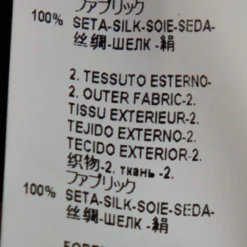 ファブリック
100% SETA-SILK-SOIE-SEDA-
丝绸-ШЕЛК-絹
2. TESSUTO ESTERNO-
2. OUTER FABRIC-2.
TISSU EXTERIEUR-2.
TEJIDO EXTERNO-2.
TECIDO EXTERIOR-2.
织物-2. ткань -2.
ファブリック
100% SETA-SILK-SOIE-SEDA-
丝绸-ШЕЛК-絹